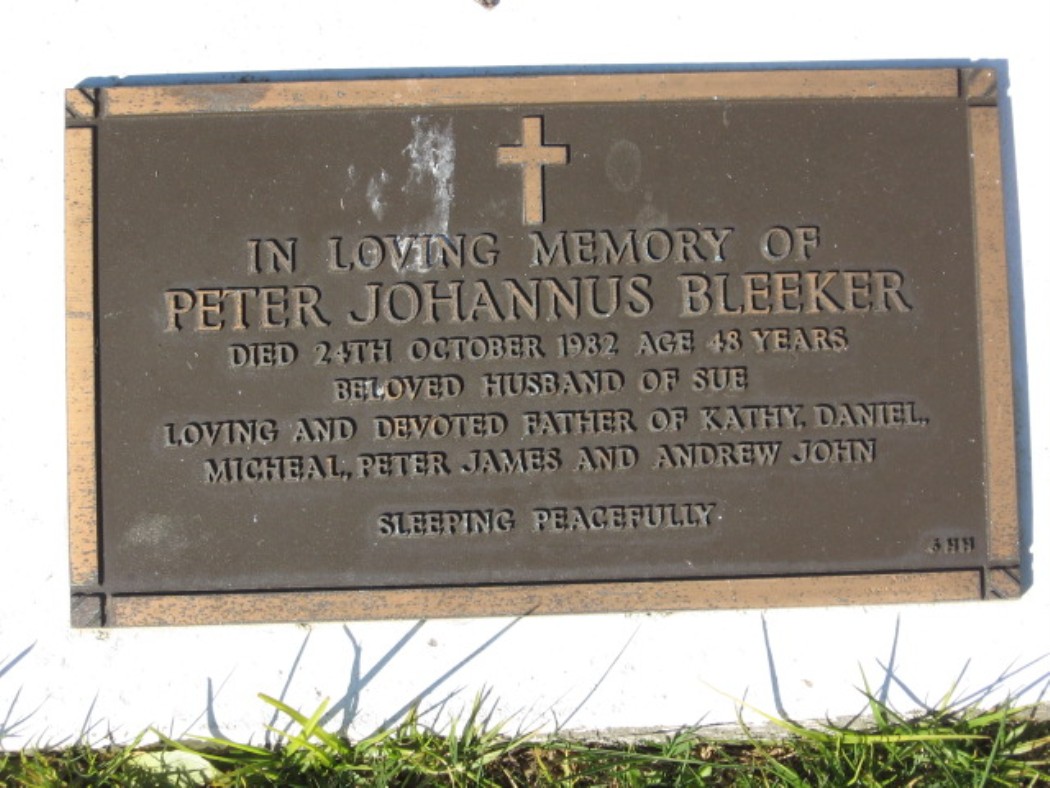 IN LOVING MEMORY OF
PETER JOHANNUS BLEEKER
DIED 24TH OCTOBER 1982 AGE 48 YEARS
BELOVED HUSBAND OF SUE
LOVING AND DEVOTED FATHER OF KATHY, DANIEL,
MICHEAL, PETER JAMES AND ANDREW JOHN
SLEEPING PEACEFULLY